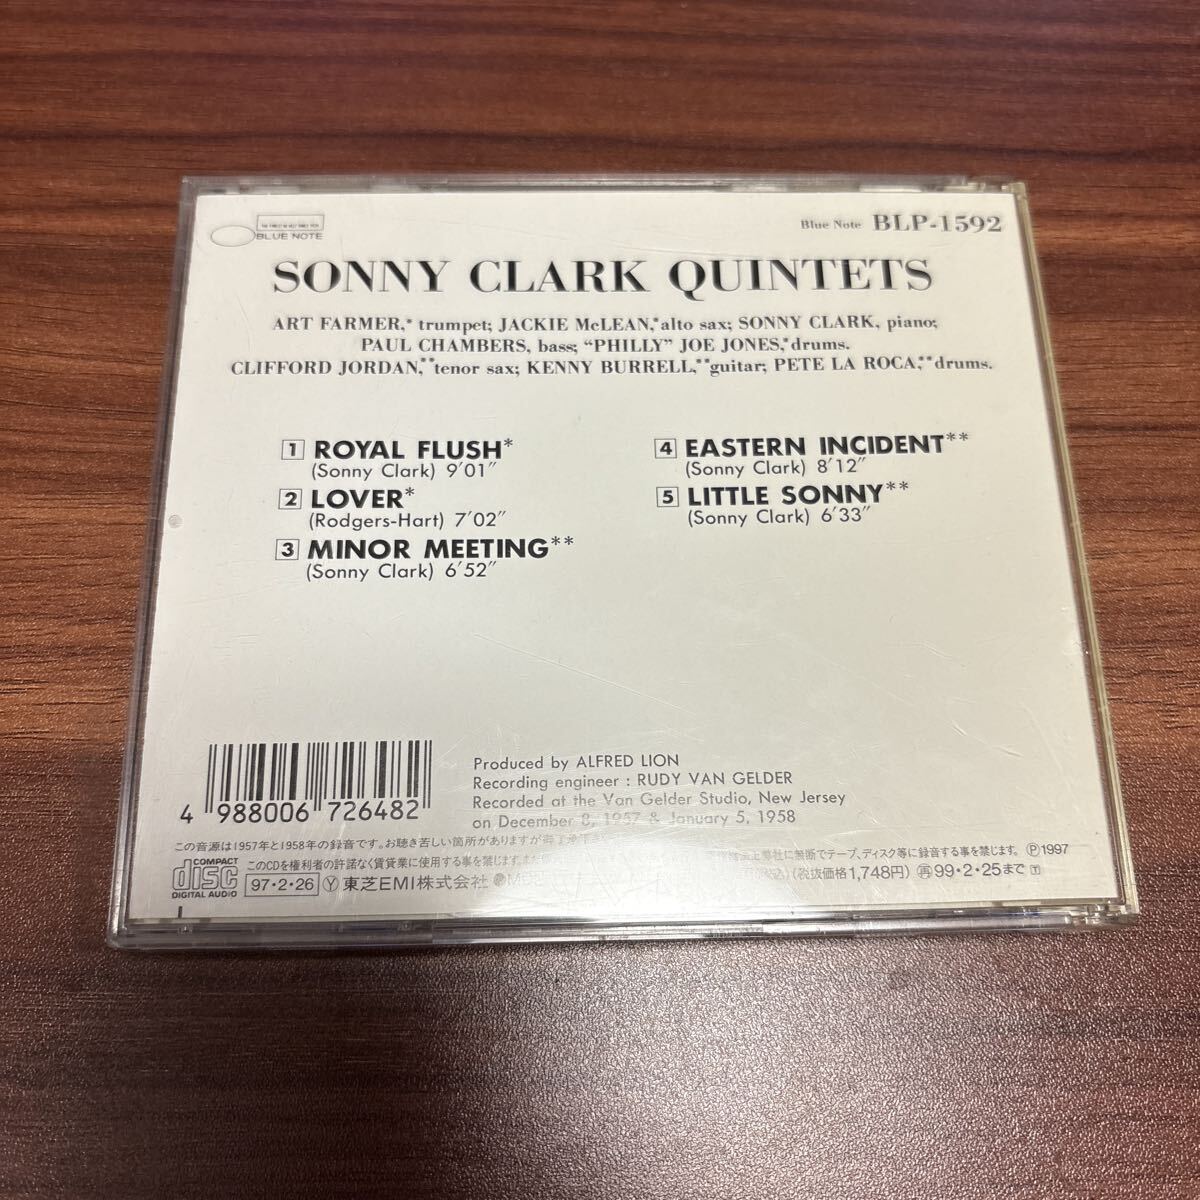 THE FINEST IN JAZZ SINCE 1939
BLUE NOTE
Blue Note BLP-1592
SONNY CLARK QUINTETS
ART FARMER,* trumpet; JACKIE McLEAN,*alto sax; SONNY CLARK, piano;
PAUL CHAMBERS, bass; “PHILLY” JOE JONES,*drums.
CLIFFORD JORDAN,**tenor sax; KENNY BURRELL,**guitar; PETE LA ROCA,**drums.
1 ROYAL FLUSH*
(Sonny Clark) 9′01″
2 LOVER*
(Rodgers-Hart) 7′02″
3 MINOR MEETING**
(Sonny Clark) 6′52″
4 EASTERN INCIDENT**
(Sonny Clark) 8′12″
5 LITTLE SONNY**
(Sonny Clark) 6′33″
4 988006 726482
Produced by ALFRED LION
Recording engineer : RUDY VAN GELDER
Recorded at the Van Gelder Studio, New Jersey
on December 8, 1957 & January 5, 1958
この音源は1957年と1958年の録音です。お聴き苦しい箇所がありますが
このCDを権利者の許諾なく賃貸業に使用する事を禁じます。また 無断でテープ、ディスク等に録音する事を禁じます。Ⓟ1997
COMPACT disc DIGITAL AUDIO
97・2・26 Ⓨ 東芝EMI株式会社 (税抜価格1,748円) 再 99・2・25まで